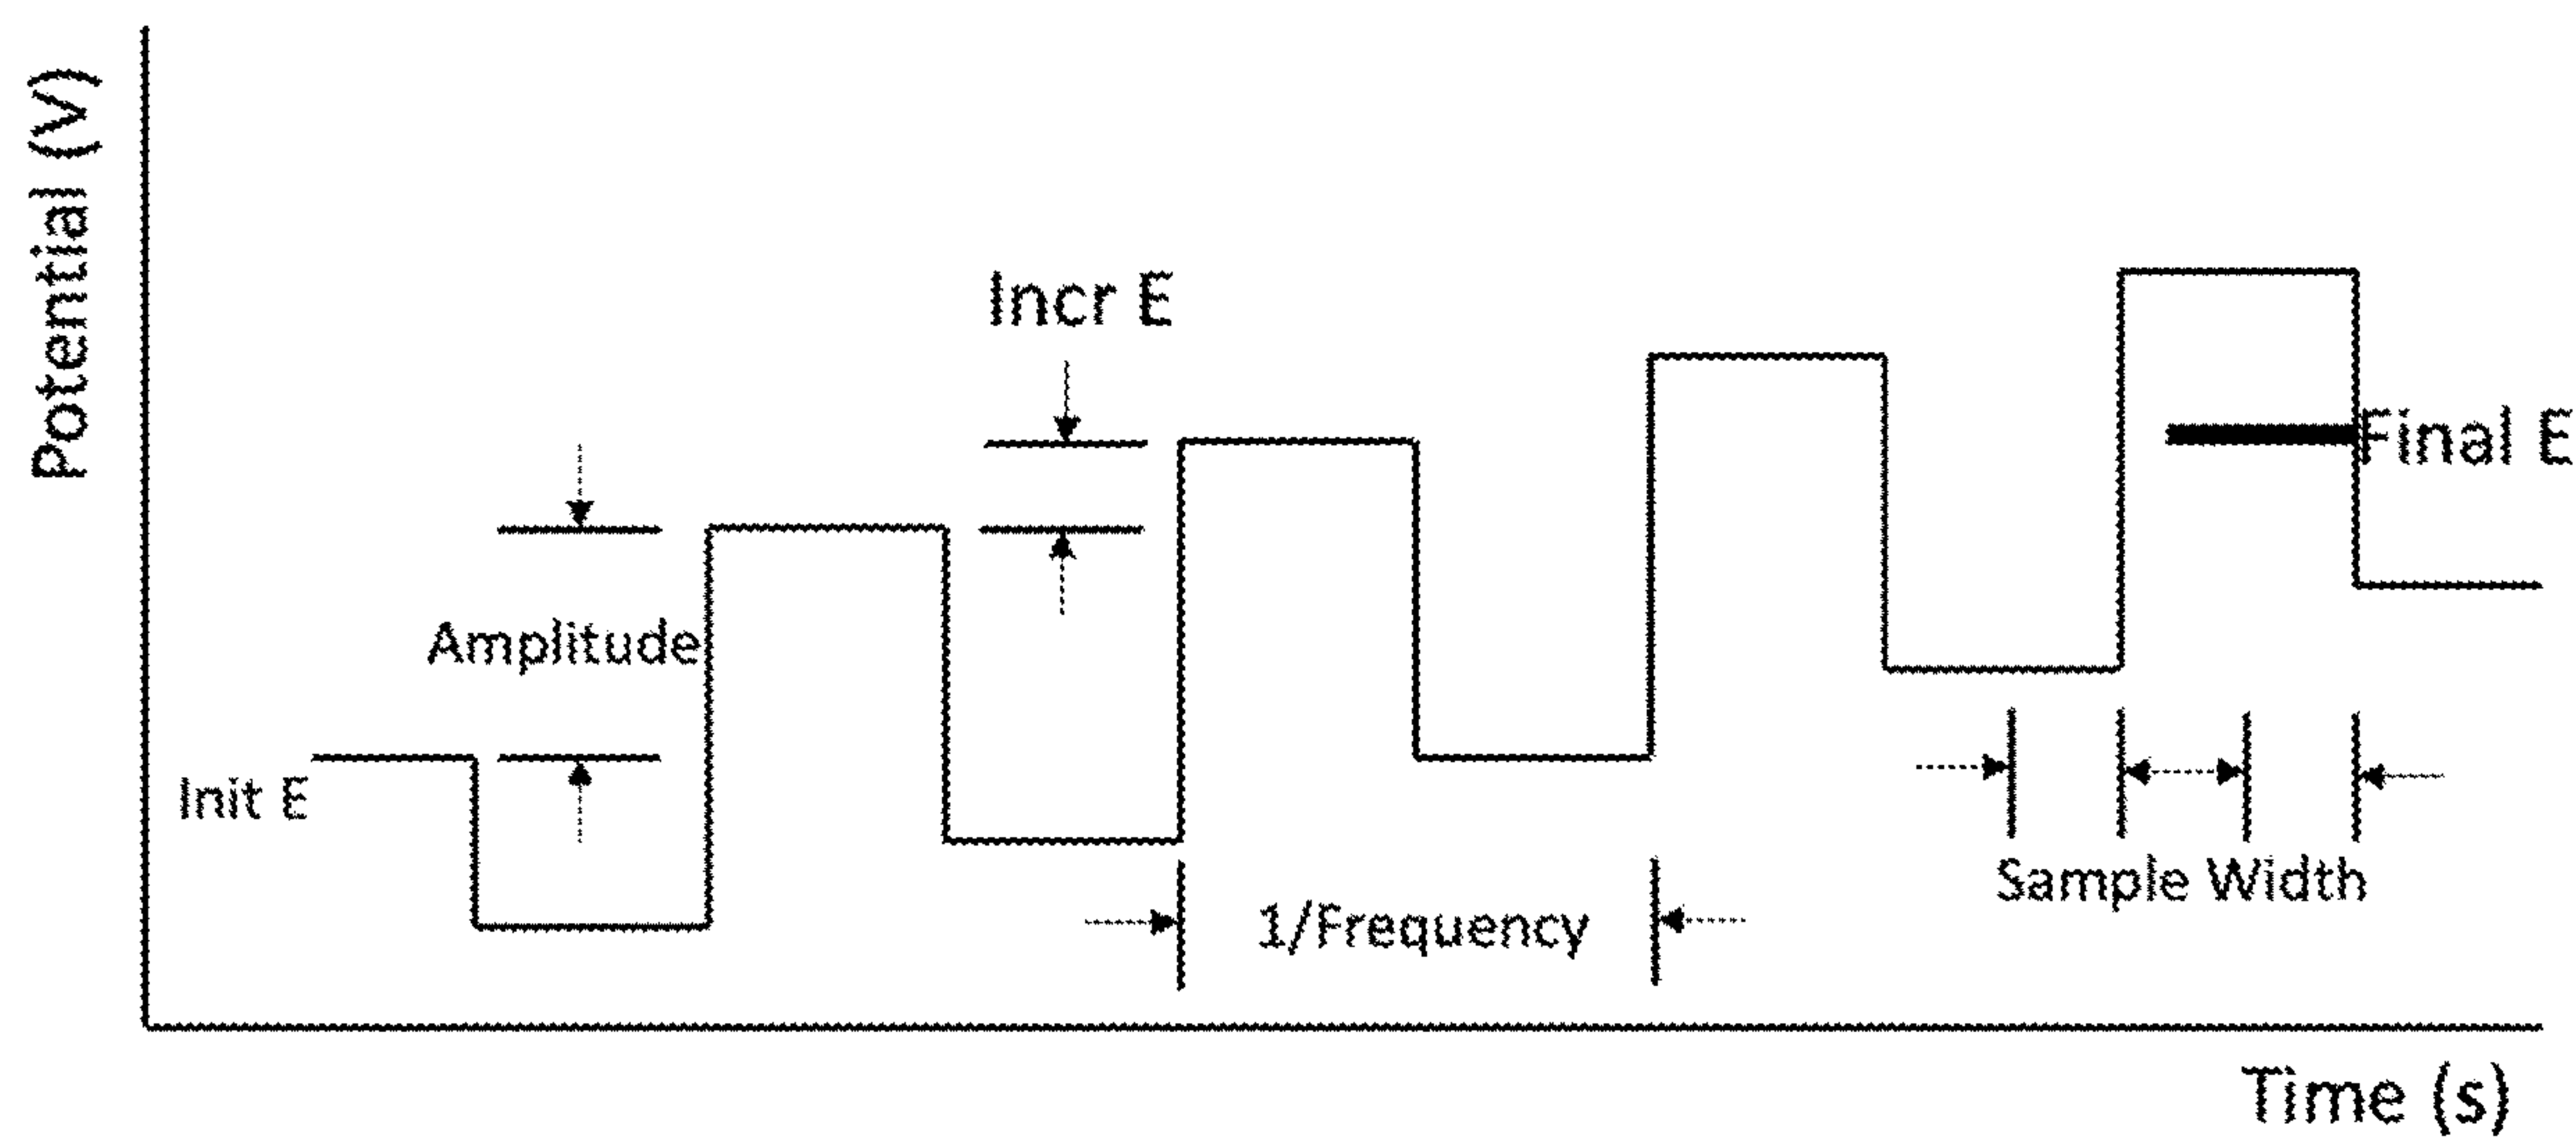 Potential (V)
Incr E
Final E
Amplitude
Init E
Sample Width
1/Frequency
Time (s)